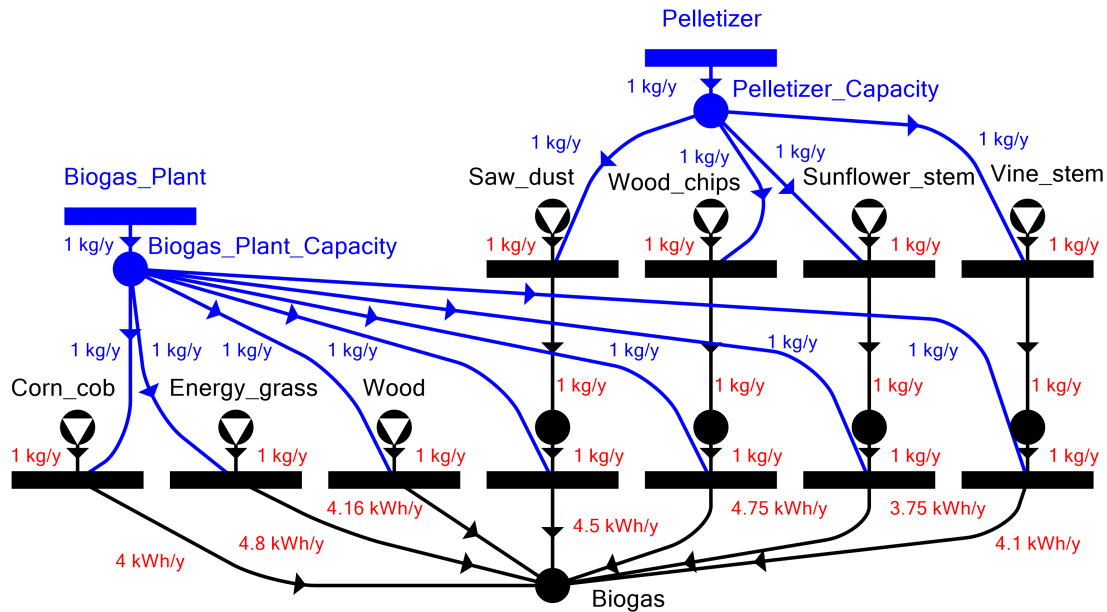 Pelletizer
1 kg/y
Pelletizer_Capacity
1 kg/y
1 kg/y
1 kg/y
1 kg/y
Biogas_Plant
Saw_dust
Wood_chips
Sunflower_stem
Vine_stem
1 kg/y
Biogas_Plant_Capacity
1 kg/y
1 kg/y
1 kg/y
1 kg/y
1 kg/y
1 kg/y
1 kg/y
1 kg/y
1 kg/y
1 kg/y
1 kg/y
Corn_cob
Energy_grass
Wood
1 kg/y
1 kg/y
1 kg/y
1 kg/y
1 kg/y
1 kg/y
1 kg/y
1 kg/y
1 kg/y
1 kg/y
1 kg/y
4.16 kWh/y
4.75 kWh/y
3.75 kWh/y
4.5 kWh/y
4.8 kWh/y
4.1 kWh/y
4 kWh/y
Biogas